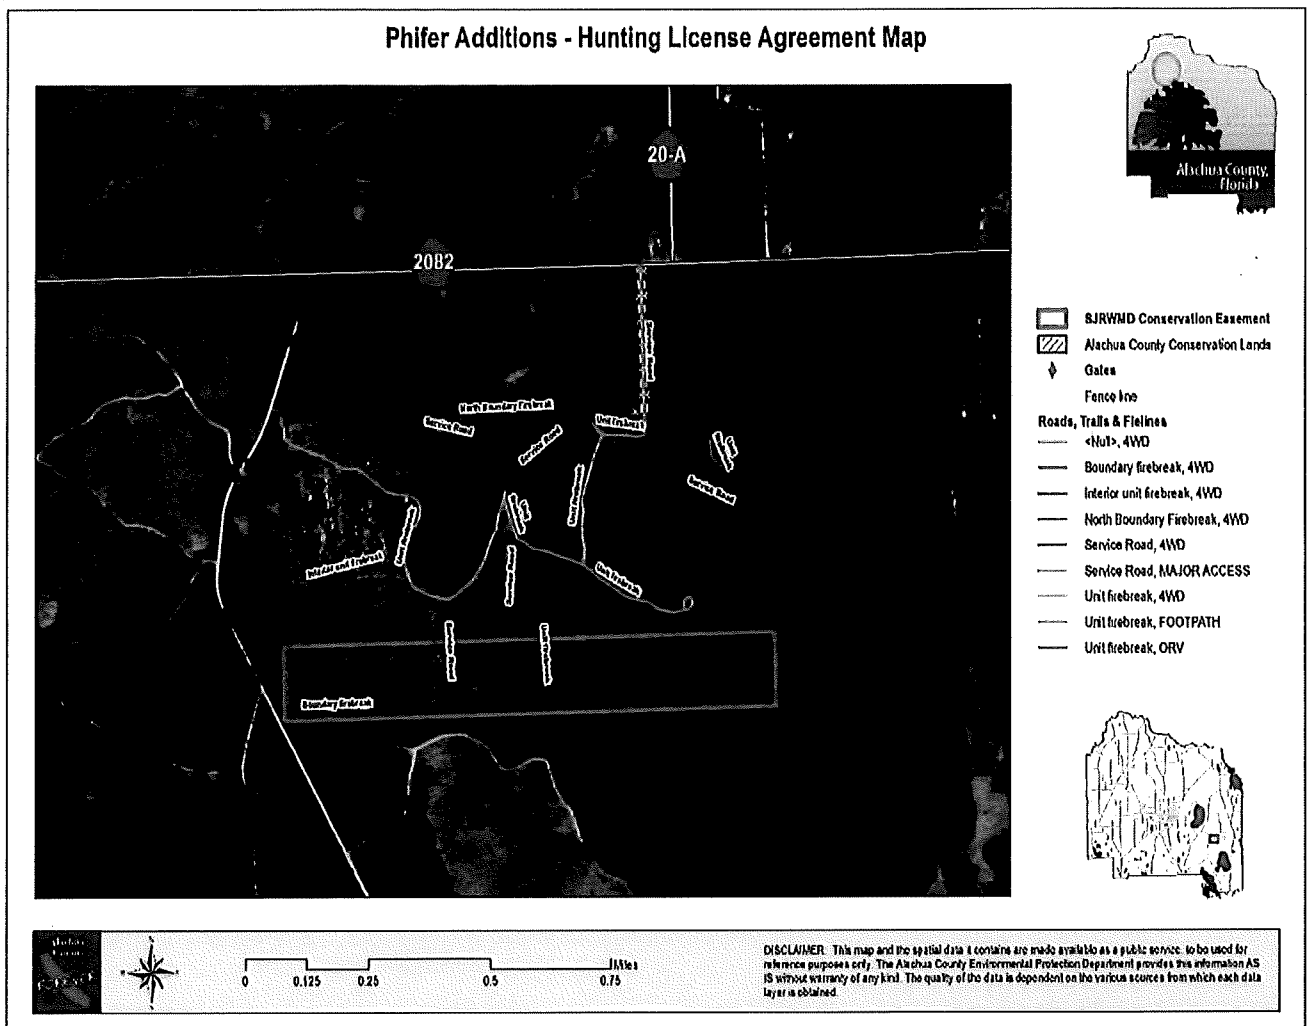 Phifer Additions - Hunting License Agreement Map
Alachua County,
Florida
20-A
2082
SJRWMD Conservation Easement
Alachua County Conservation Lands
Gates
Fence line
Roads, Trails & Firelines
<Null>, 4WD
Boundary firebreak, 4WD
Interior unit firebreak, 4WD
North Boundary Firebreak, 4WD
Service Road, 4WD
Service Road, MAJOR ACCESS
Unit firebreak, 4WD
Unit firebreak, FOOTPATH
Unit firebreak, ORV
North Boundary Firebreak
Service Road
Service Road
Unit firebreak
Service Road
Interior unit firebreak
Unit firebreak
Boundary firebreak
0
0.125
0.25
0.5
0.75
Miles
DISCLAIMER: This map and the spatial data it contains are made available as a public service, to be used for
reference purposes only. The Alachua County Environmental Protection Department provides this information AS
IS without warranty of any kind. The quality of the data is dependent on the various sources from which each data
layer is obtained.